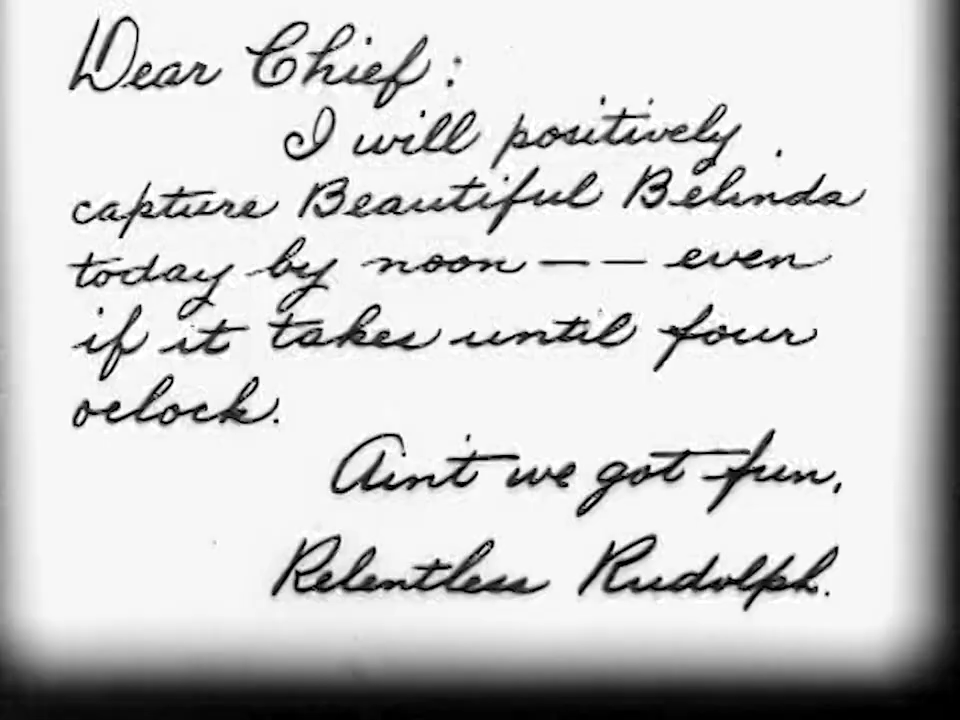 Dear Chief:
I will positively
capture Beautiful Belinda
today by noon -- even
if it takes until four
oclock.
Ain't we got fun,
Relentless Rudolph.